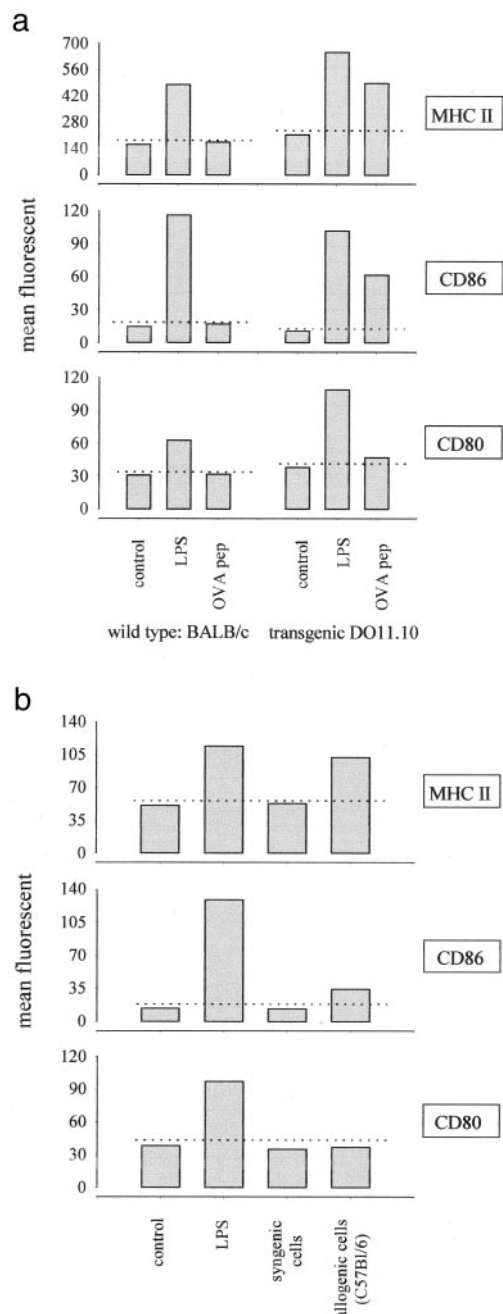 a
700
560
420
280
140
0
MHC II
120
90
60
30
0
CD86
120
90
60
30
0
CD80
mean fluorescent
control
LPS
OVA pep
control
LPS
OVA pep
wild type: BALB/c transgenic DO11.10
b
140
105
70
35
0
MHC II
140
105
70
35
0
CD86
120
90
60
30
0
CD80
mean fluorescent
control
LPS
syngenic
cells
llogenic cells
(C57Bl/6)